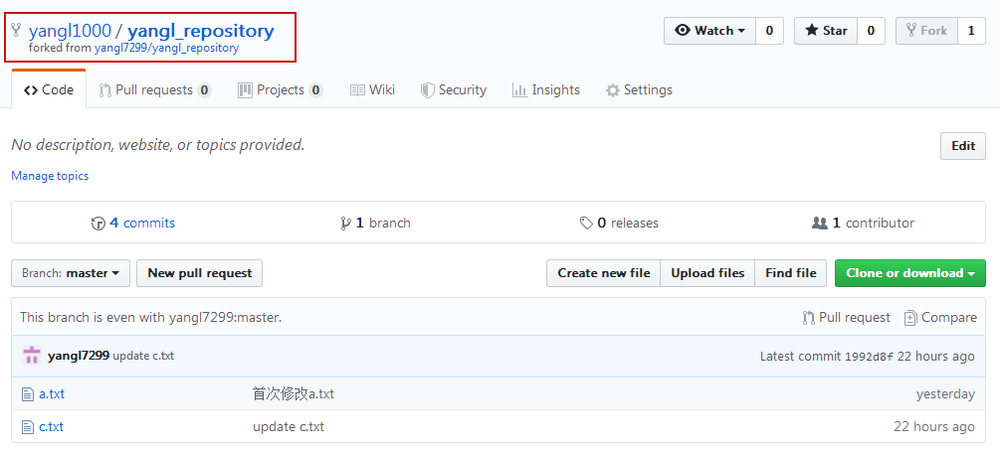 yangl1000 / yangl_repository
forked from yangl7299/yangl_repository
Watch 0 Star 0 Fork 1
Code Pull requests 0 Projects 0 Wiki Security Insights Settings
No description, website, or topics provided. Edit
Manage topics
4 commits 1 branch 0 releases 1 contributor
Branch: master New pull request Create new file Upload files Find file Clone or download
This branch is even with yangl7299:master. Pull request Compare
yangl7299 update c.txt Latest commit 1992d8f 22 hours ago
a.txt 首次修改a.txt yesterday
c.txt update c.txt 22 hours ago